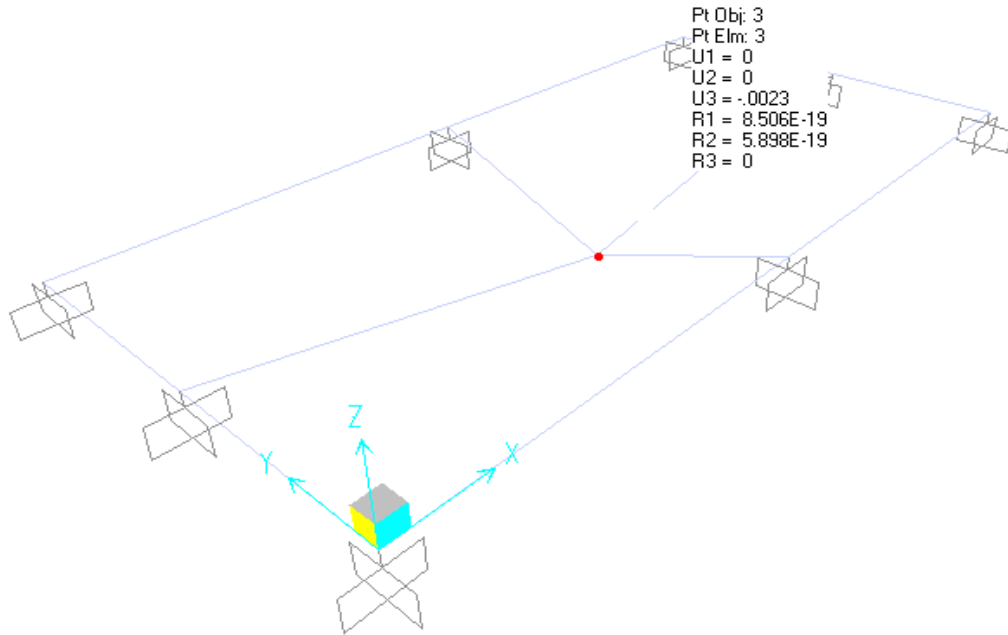 Pt Obj: 3
Pt Elm: 3
U1 = 0
U2 = 0
U3 = -.0023
R1 = 8.506E-19
R2 = 5.898E-19
R3 = 0
Z
Y
X